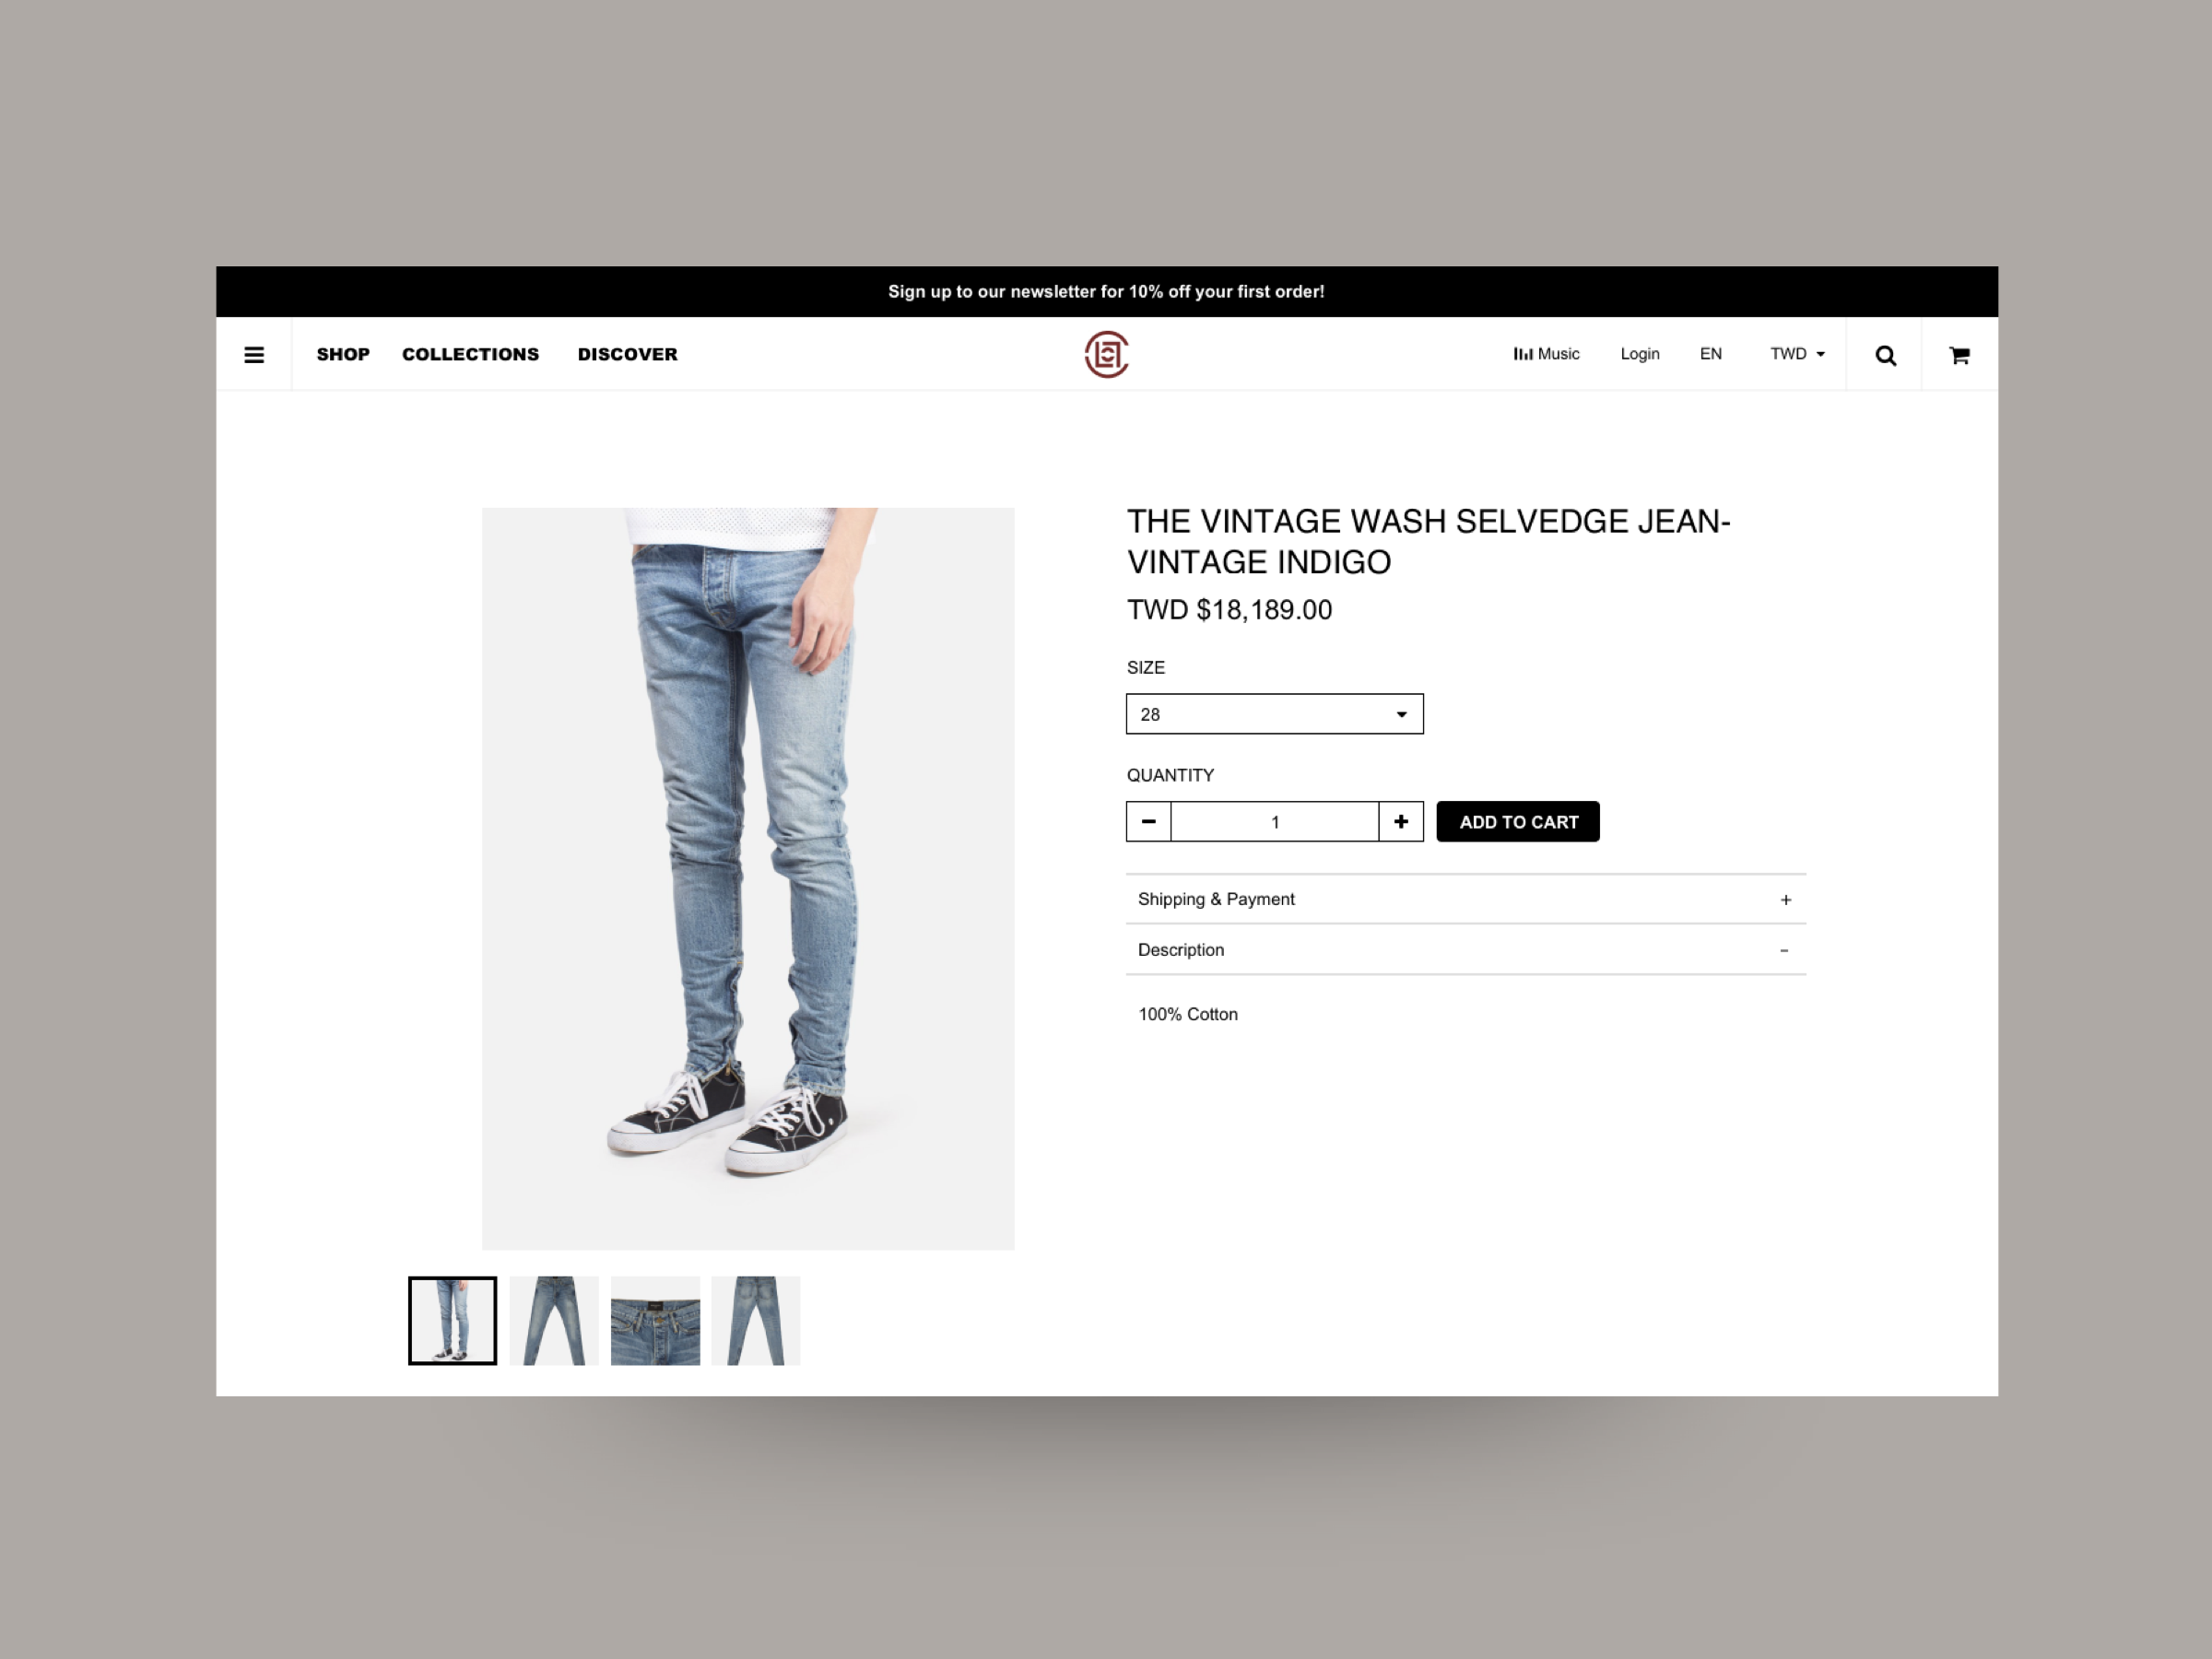 Sign up to our newsletter for 10% off your first order!
SHOP COLLECTIONS DISCOVER
Music Login EN TWD
THE VINTAGE WASH SELVEDGE JEAN-
VINTAGE INDIGO
TWD $18,189.00
SIZE
28
QUANTITY
1
ADD TO CART
Shipping & Payment +
Description -
100% Cotton